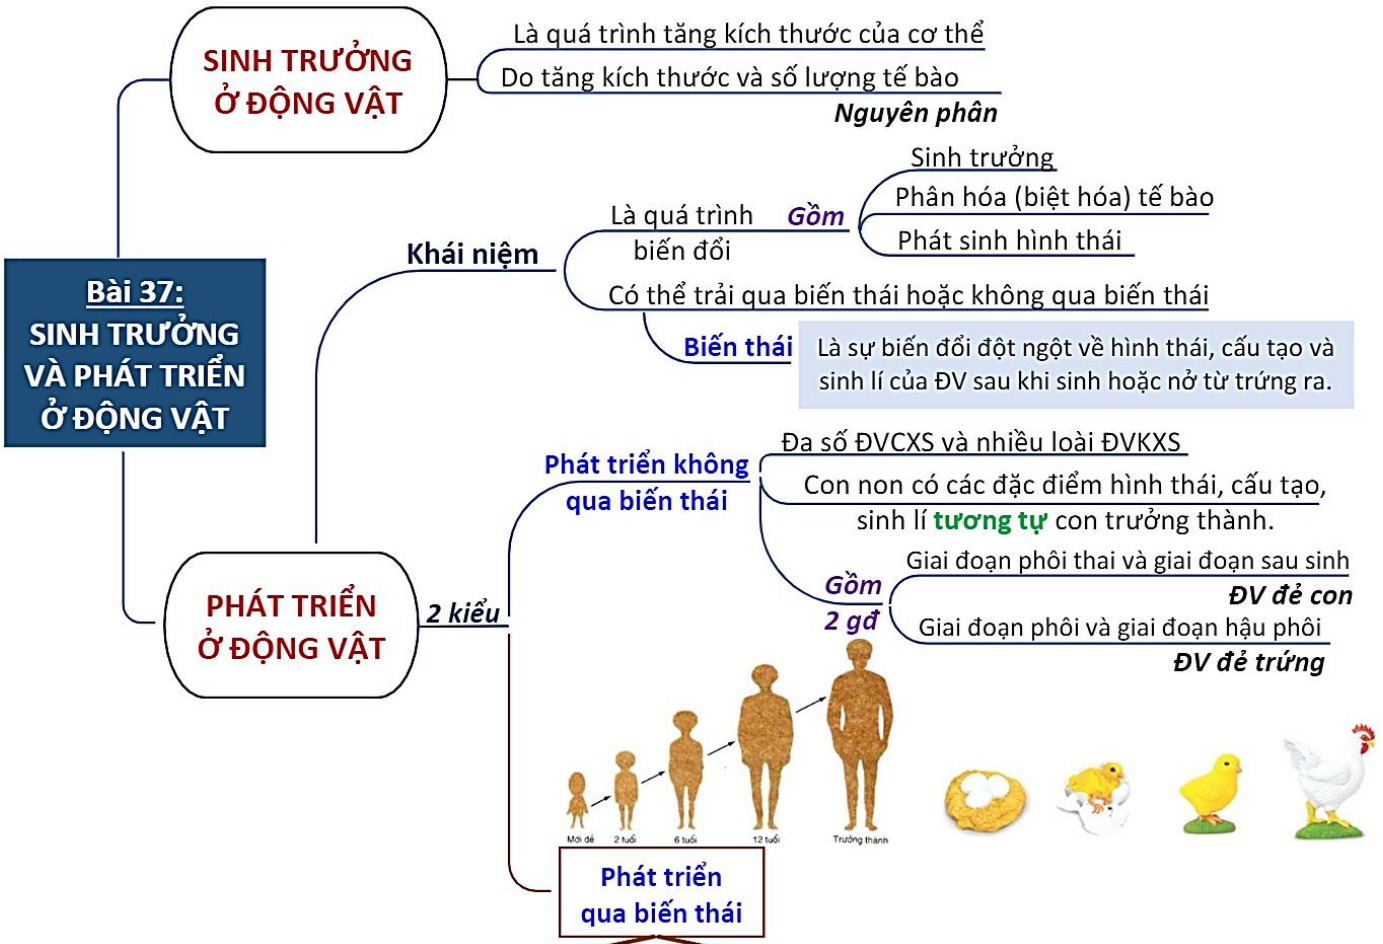 SINH TRƯỞNG
Ở ĐỘNG VẬT
Là quá trình tăng kích thước của cơ thể
Do tăng kích thước và số lượng tế bào
Nguyên phân
Bài 37:
SINH TRƯỞNG
VÀ PHÁT TRIỂN
Ở ĐỘNG VẬT
Khái niệm
Là quá trình
biến đổi
Gồm
Sinh trưởng
Phân hóa (biệt hóa) tế bào
Phát sinh hình thái
Có thể trải qua biến thái hoặc không qua biến thái
Biến thái
Là sự biến đổi đột ngột về hình thái, cấu tạo và
sinh lí của ĐV sau khi sinh hoặc nở từ trứng ra.
PHÁT TRIỂN
Ở ĐỘNG VẬT
2 kiểu
Phát triển không
qua biến thái
Đa số ĐVCXS và nhiều loài ĐVKXS
Con non có các đặc điểm hình thái, cấu tạo,
sinh lí tương tự con trưởng thành.
Gồm
2 gđ
Giai đoạn phôi thai và giai đoạn sau sinh
ĐV đẻ con
Giai đoạn phôi và giai đoạn hậu phôi
ĐV đẻ trứng
Mới đẻ
2 tuổi
6 tuổi
12 tuổi
Trưởng thành
Phát triển
qua biến thái